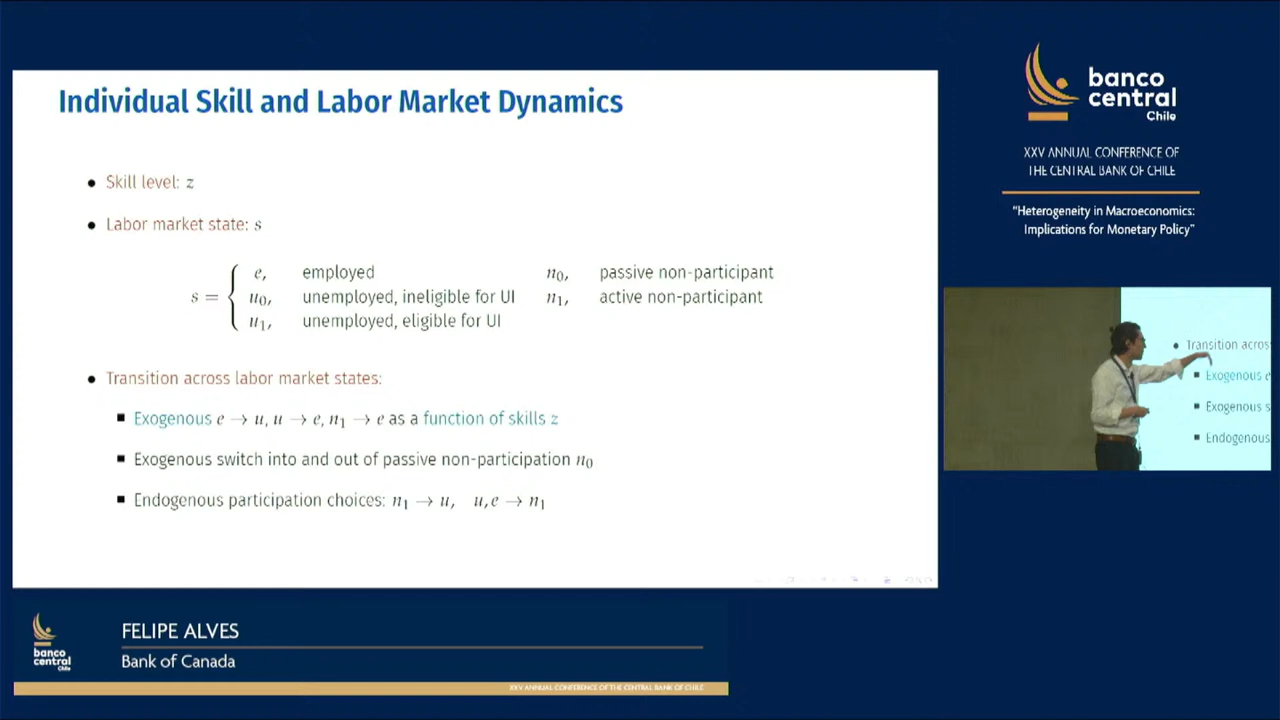 Individual Skill and Labor Market Dynamics
• Skill level: z
• Labor market state: s
s = { e, employed n₀, passive non-participant
u₀, unemployed, ineligible for UI n₁, active non-participant
u₁, unemployed, eligible for UI
• Transition across labor market states:
▪ Exogenous e → u, u → e, n₁ → e as a function of skills z
▪ Exogenous switch into and out of passive non-participation n₀
▪ Endogenous participation choices: n₁ → u, u, e → n₁
banco
central
Chile
XXV ANNUAL CONFERENCE OF
THE CENTRAL BANK OF CHILE
"Heterogeneity in Macroeconomics:
Implications for Monetary Policy"
• Transition acros
▪ Exogenous e
▪ Exogenous s
▪ Endogenous
banco
central
Chile
FELIPE ALVES
Bank of Canada
XXV ANNUAL CONFERENCE OF THE CENTRAL BANK OF CHILE